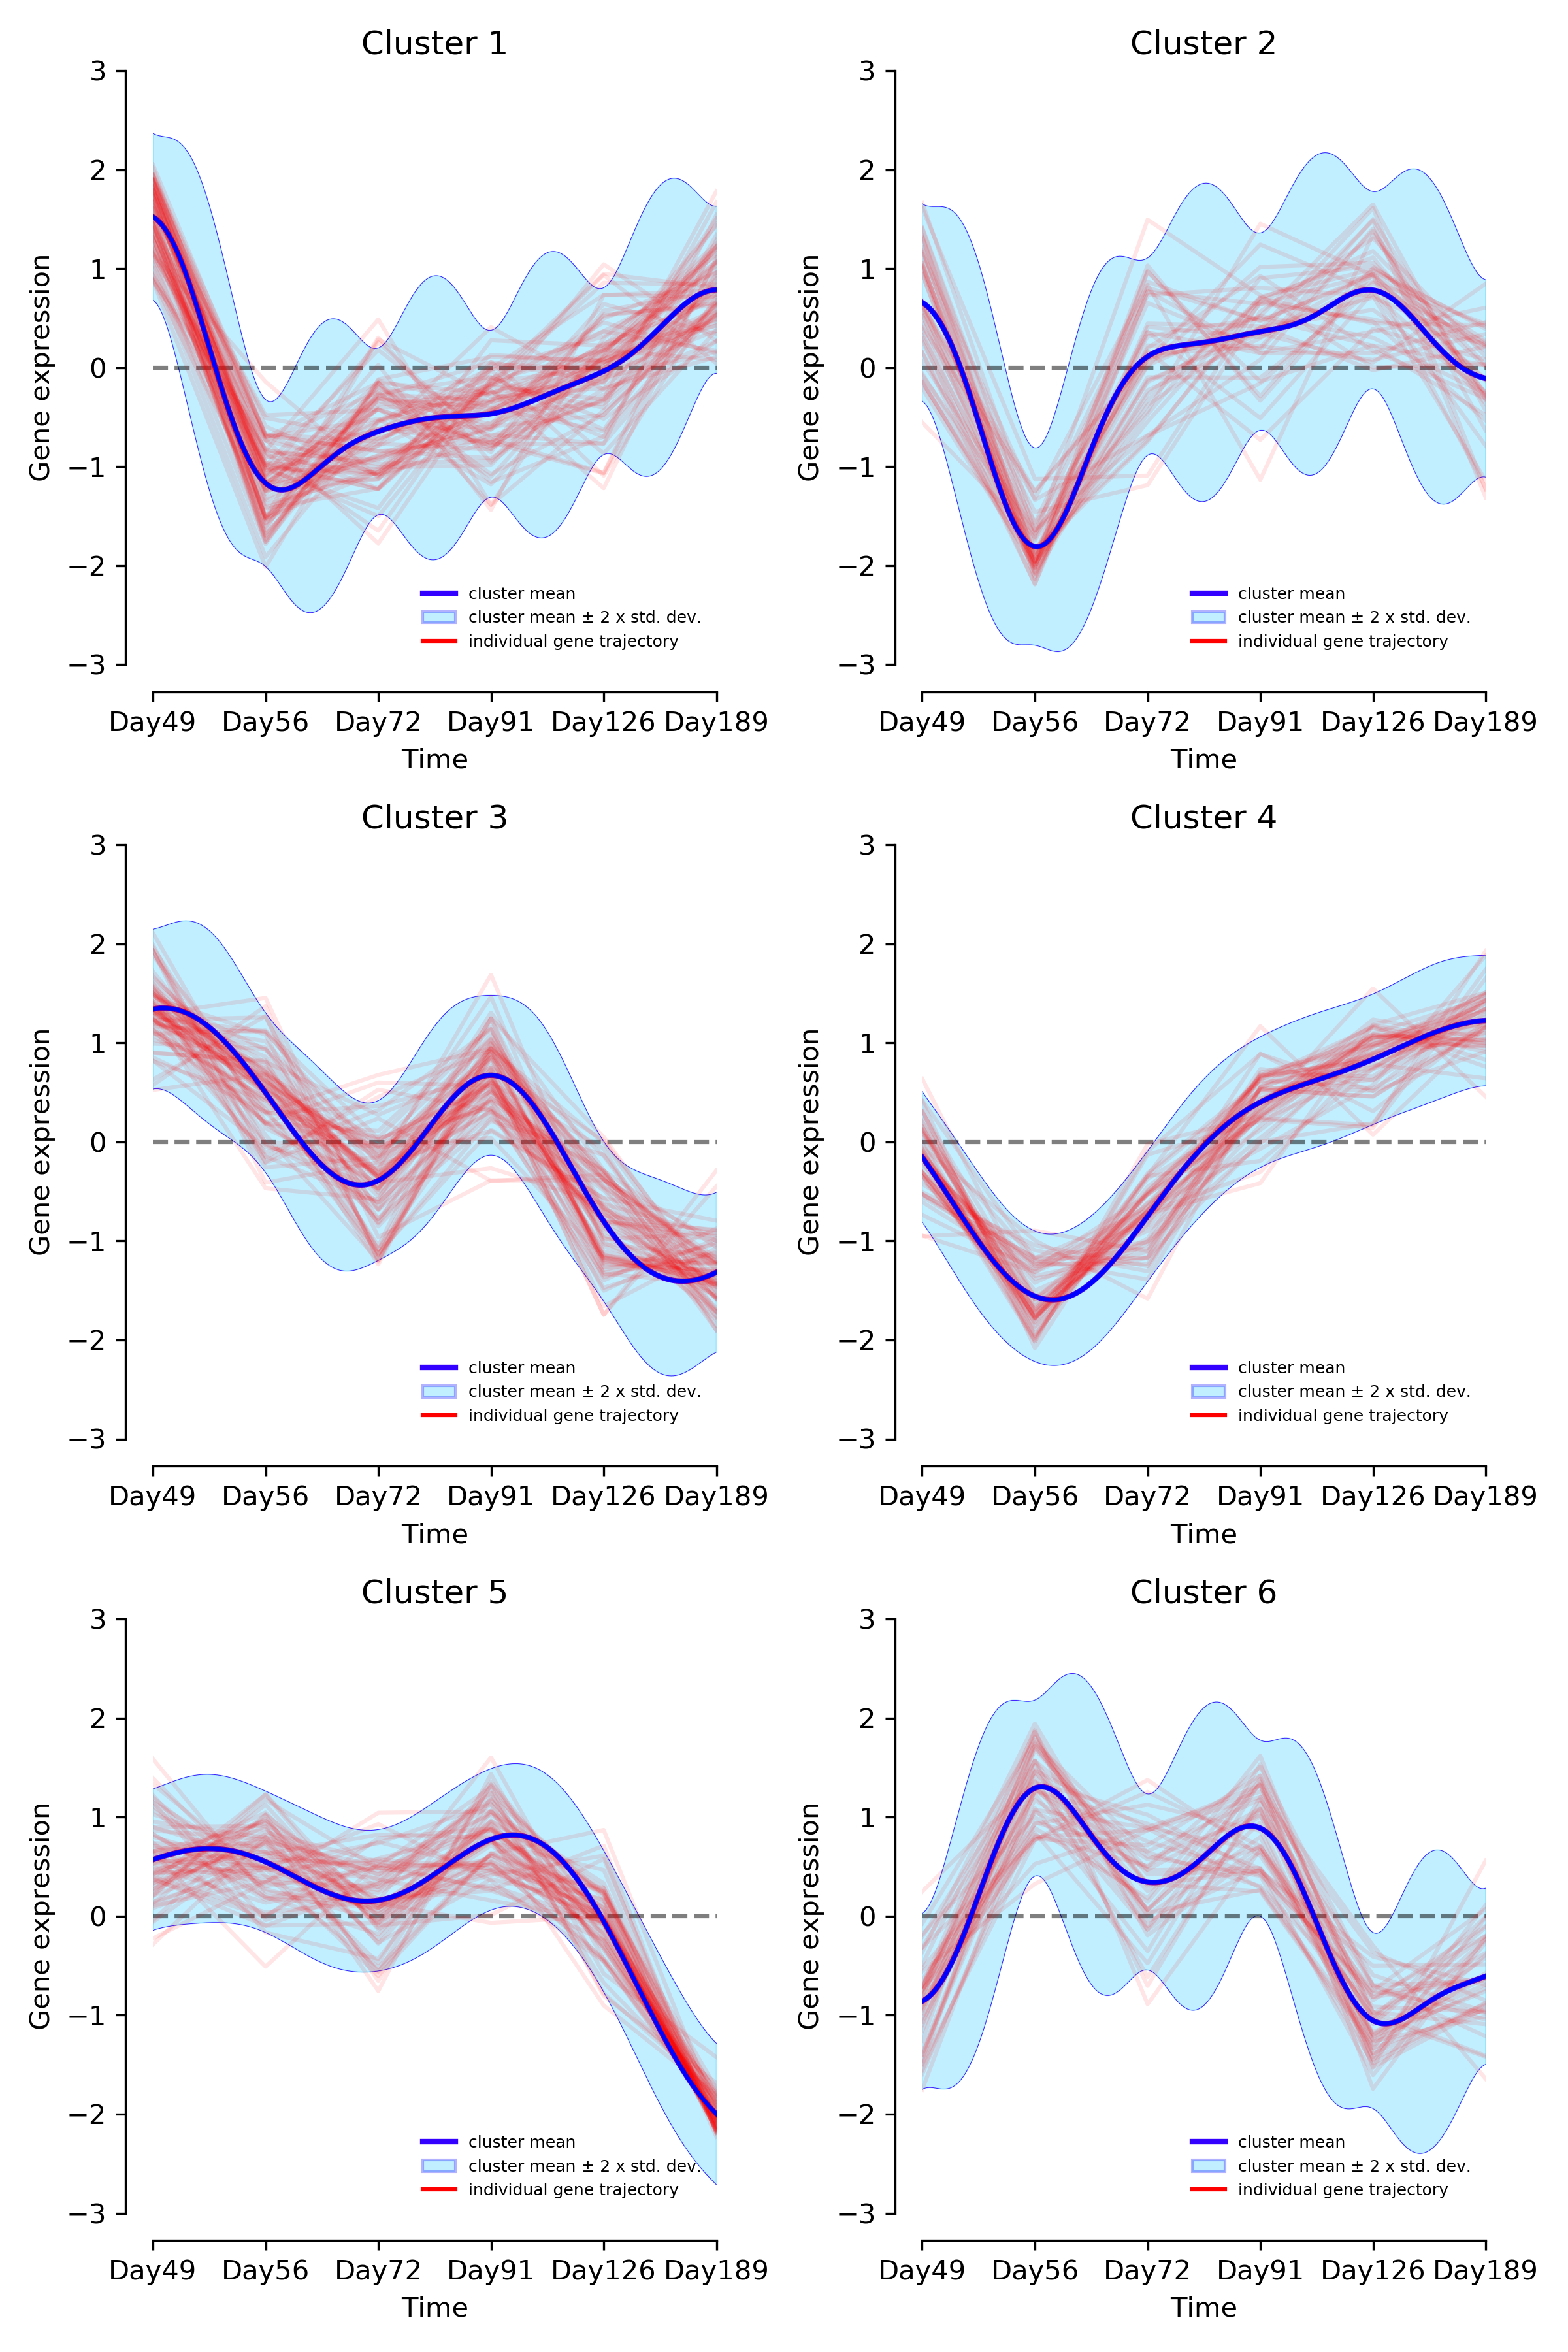 Cluster 1
Gene expression
3
2
1
0
−1
−2
−3
cluster mean
cluster mean ± 2 x std. dev.
individual gene trajectory
Day49 Day56 Day72 Day91 Day126 Day189
Time
Cluster 2
Gene expression
3
2
1
0
−1
−2
−3
cluster mean
cluster mean ± 2 x std. dev.
individual gene trajectory
Day49 Day56 Day72 Day91 Day126 Day189
Time
Cluster 3
Gene expression
3
2
1
0
−1
−2
−3
cluster mean
cluster mean ± 2 x std. dev.
individual gene trajectory
Day49 Day56 Day72 Day91 Day126 Day189
Time
Cluster 4
Gene expression
3
2
1
0
−1
−2
−3
cluster mean
cluster mean ± 2 x std. dev.
individual gene trajectory
Day49 Day56 Day72 Day91 Day126 Day189
Time
Cluster 5
Gene expression
3
2
1
0
−1
−2
−3
cluster mean
cluster mean ± 2 x std. dev.
individual gene trajectory
Day49 Day56 Day72 Day91 Day126 Day189
Time
Cluster 6
Gene expression
3
2
1
0
−1
−2
−3
cluster mean
cluster mean ± 2 x std. dev.
individual gene trajectory
Day49 Day56 Day72 Day91 Day126 Day189
Time